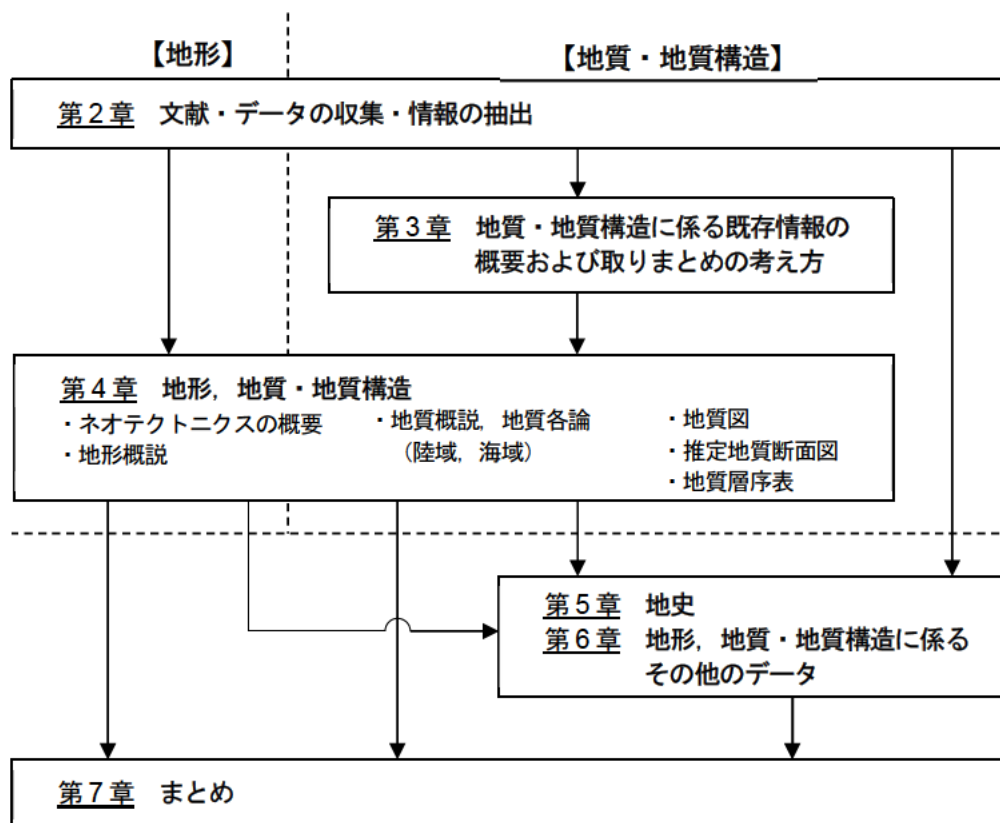 【地形】
【地質・地質構造】
第２章 文献・データの収集・情報の抽出
第３章 地質・地質構造に係る既存情報の
概要および取りまとめの考え方
第４章 地形，地質・地質構造
・ネオテクトニクスの概要
・地形概説
・地質概説，地質各論
（陸域，海域）
・地質図
・推定地質断面図
・地質層序表
第５章 地史
第６章 地形，地質・地質構造に係る
その他のデータ
第７章 まとめ